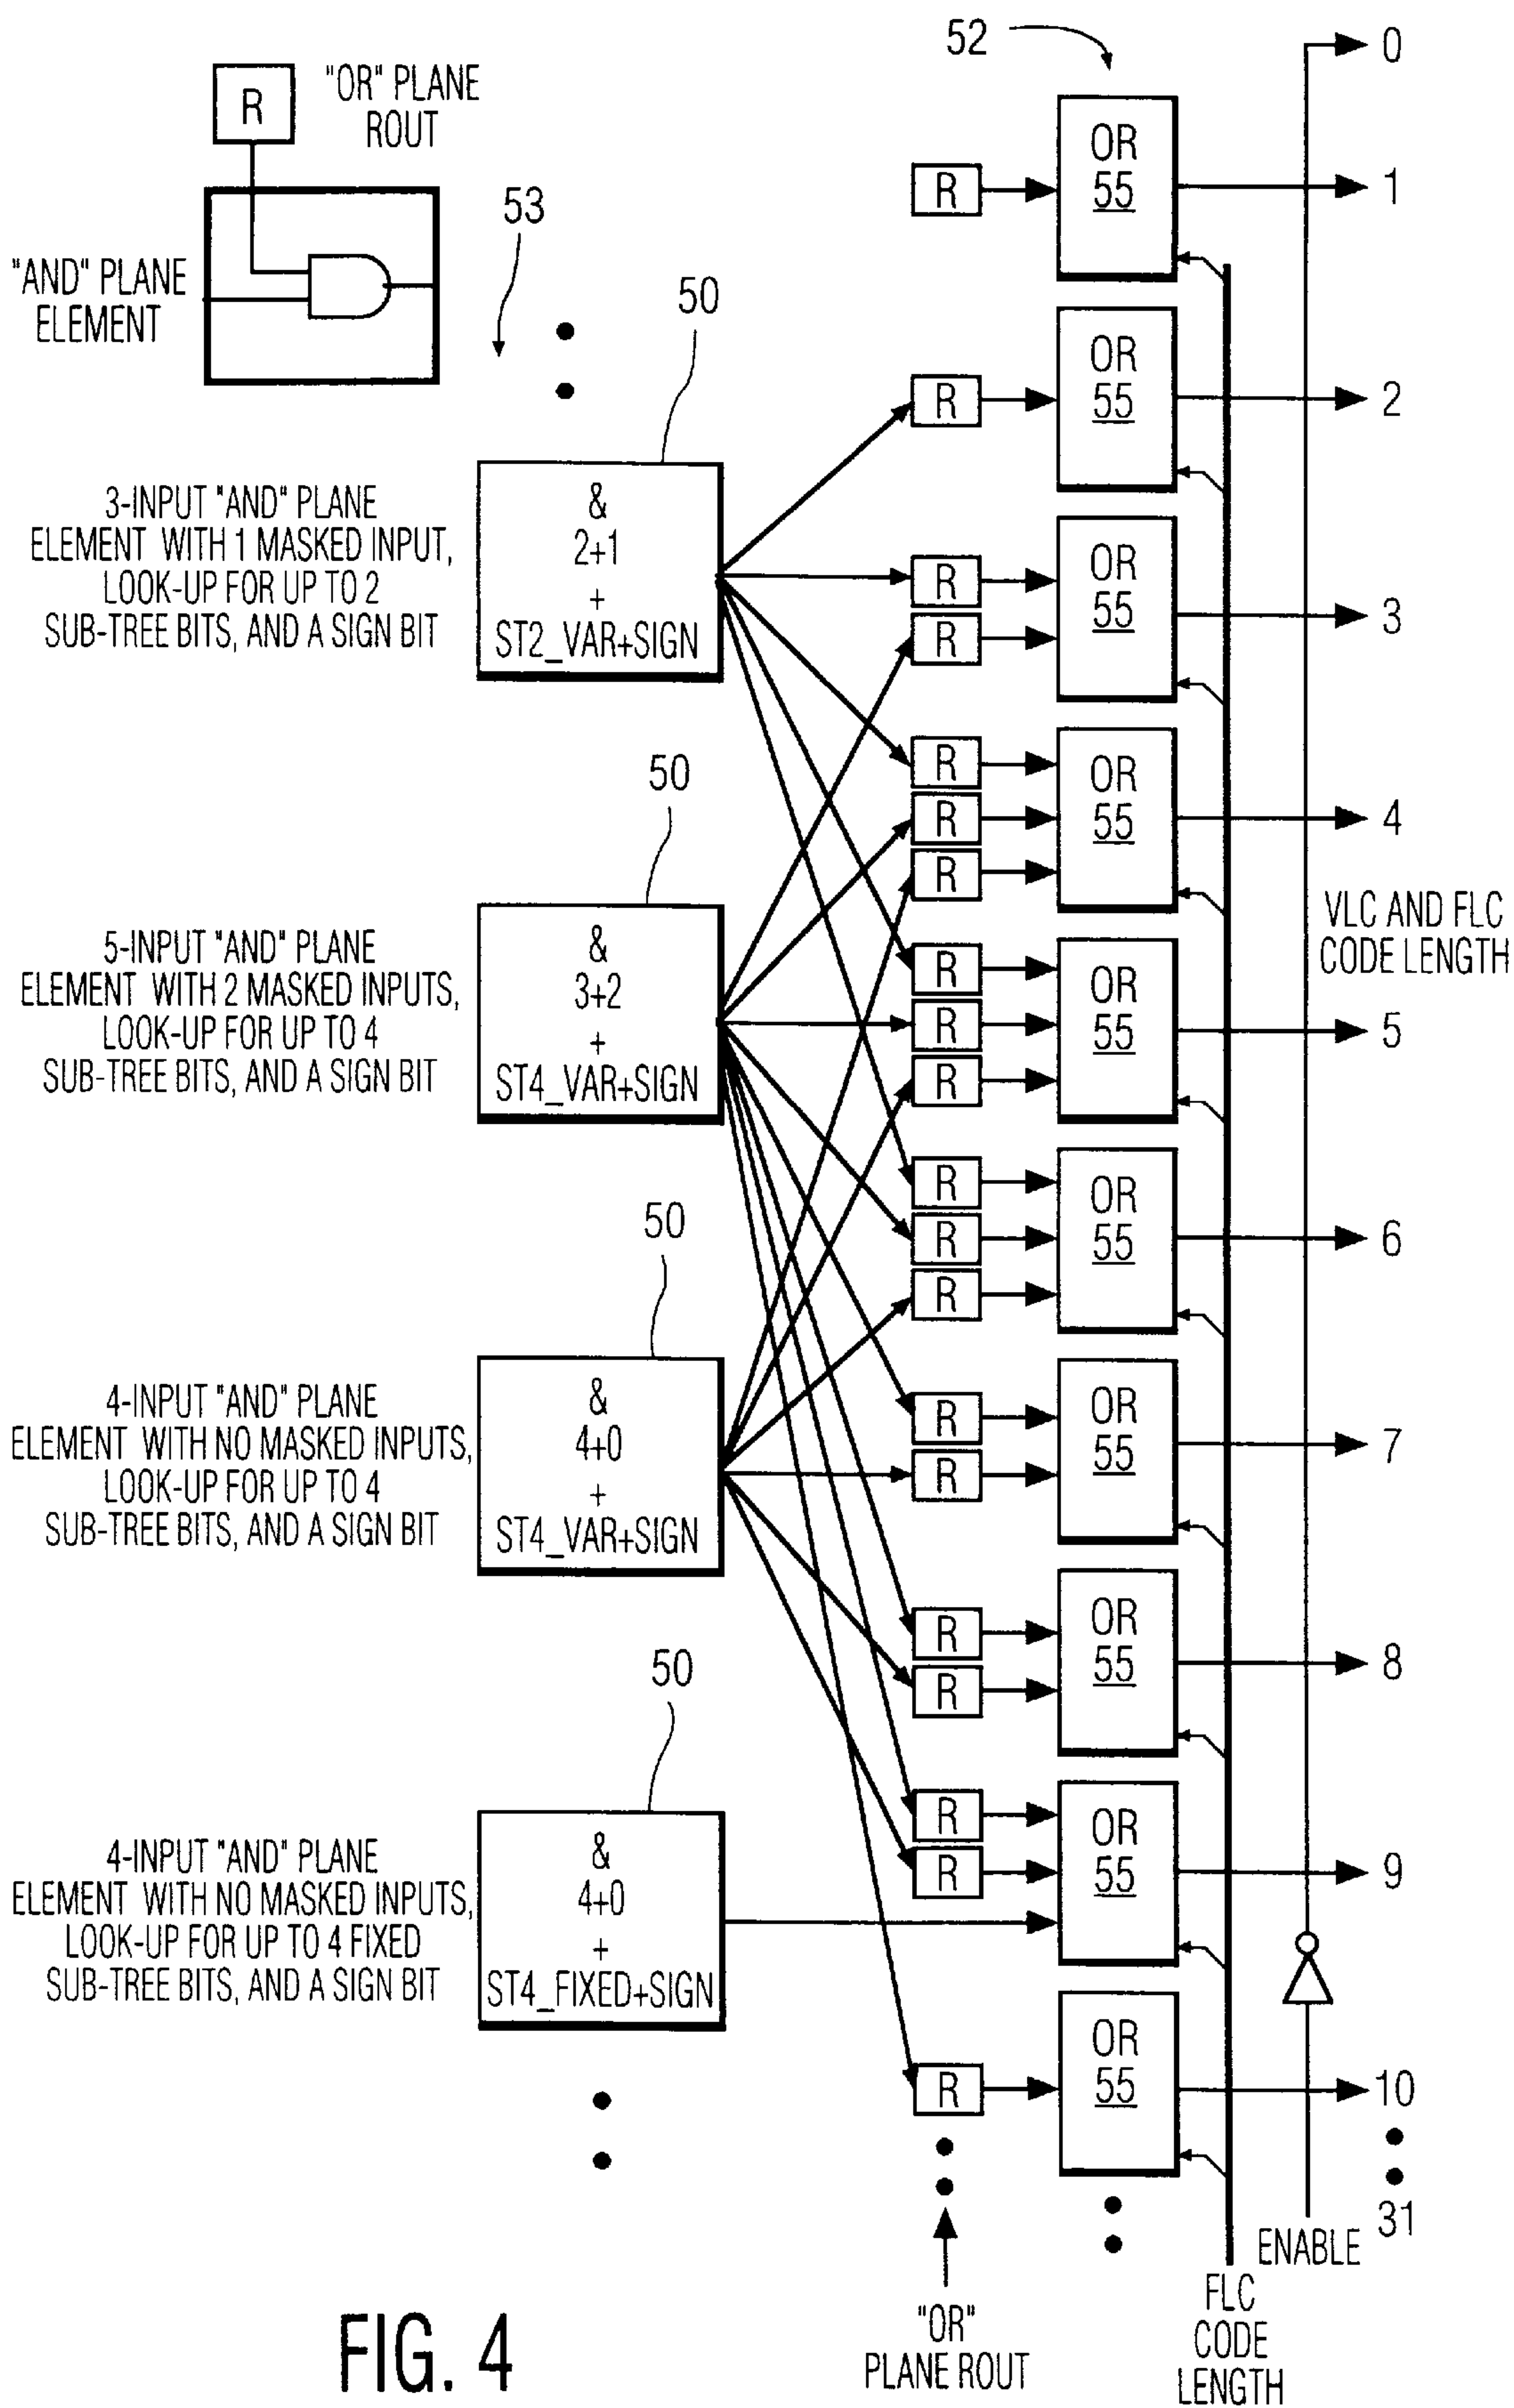 52
0
R
"OR" PLANE
ROUT
OR
55
R
1
53
"AND" PLANE
ELEMENT
50
OR
55
R
2
3-INPUT "AND" PLANE
ELEMENT WITH 1 MASKED INPUT,
LOOK-UP FOR UP TO 2
SUB-TREE BITS, AND A SIGN BIT
&
2+1
+
ST2_VAR+SIGN
R
R
OR
55
3
50
R
R
R
OR
55
4
VLC AND FLC
CODE LENGTH
5-INPUT "AND" PLANE
ELEMENT WITH 2 MASKED INPUTS,
LOOK-UP FOR UP TO 4
SUB-TREE BITS, AND A SIGN BIT
&
3+2
+
ST4_VAR+SIGN
R
R
R
OR
55
5
50
R
R
R
OR
55
6
4-INPUT "AND" PLANE
ELEMENT WITH NO MASKED INPUTS,
LOOK-UP FOR UP TO 4
SUB-TREE BITS, AND A SIGN BIT
&
4+0
+
ST4_VAR+SIGN
R
R
OR
55
7
50
R
R
OR
55
8
4-INPUT "AND" PLANE
ELEMENT WITH NO MASKED INPUTS,
LOOK-UP FOR UP TO 4 FIXED
SUB-TREE BITS, AND A SIGN BIT
&
4+0
+
ST4_FIXED+SIGN
R
R
OR
55
9
R
OR
55
10
31
ENABLE
FLC
CODE
LENGTH
"OR"
PLANE ROUT
FIG. 4